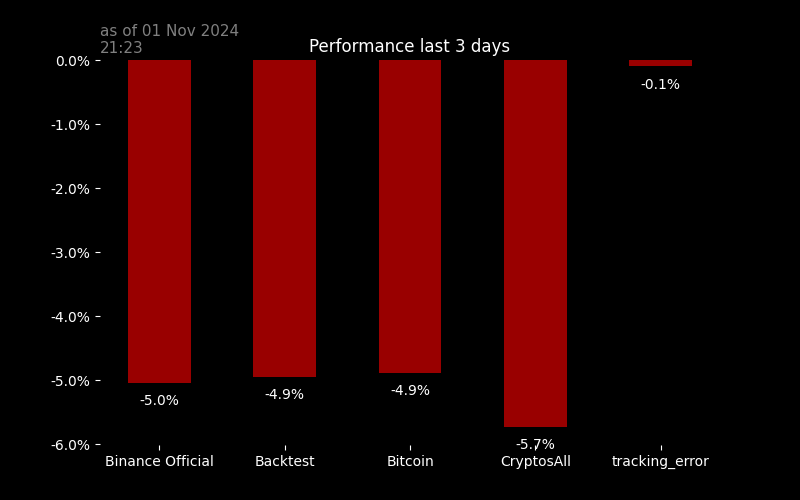 as of 01 Nov 2024
21:23
Performance last 3 days
0.0%
-1.0%
-2.0%
-3.0%
-4.0%
-5.0%
-6.0%
-5.0%
-4.9%
-4.9%
-5.7%
-0.1%
Binance Official
Backtest
Bitcoin
CryptosAll
tracking_error